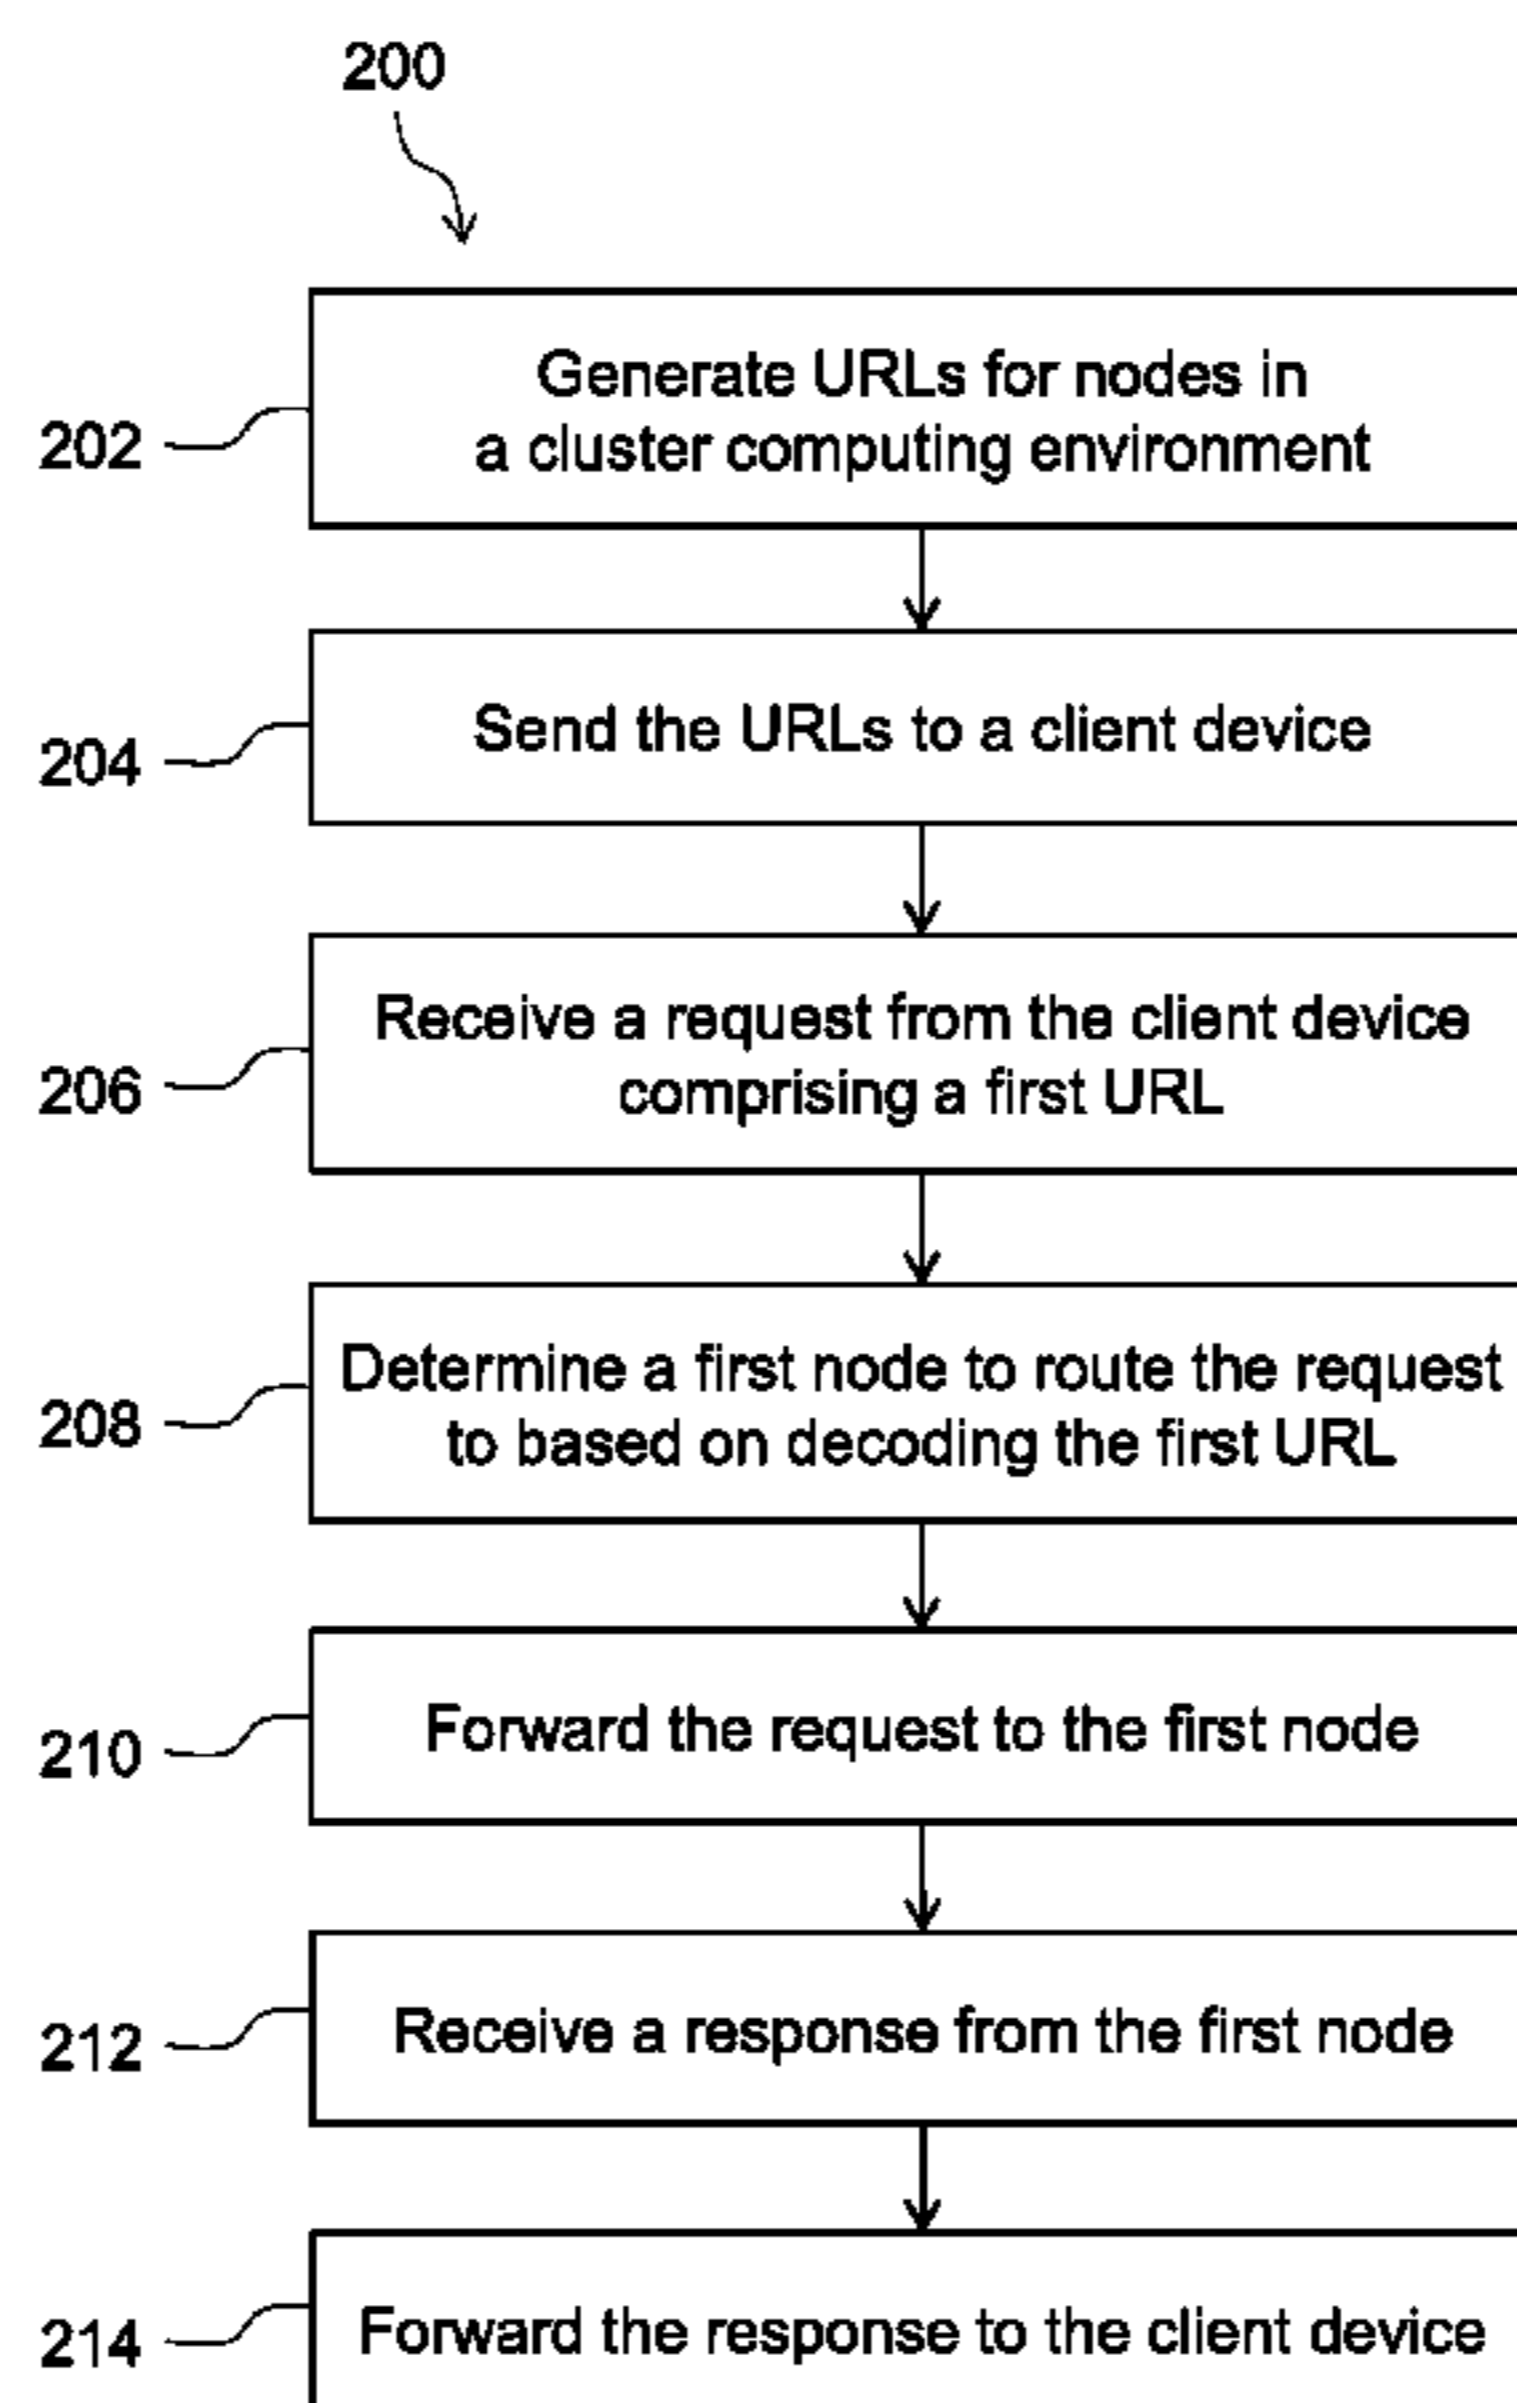 200
202
Generate URLs for nodes in
a cluster computing environment
204
Send the URLs to a client device
206
Receive a request from the client device
comprising a first URL
208
Determine a first node to route the request
to based on decoding the first URL
210
Forward the request to the first node
212
Receive a response from the first node
214
Forward the response to the client device